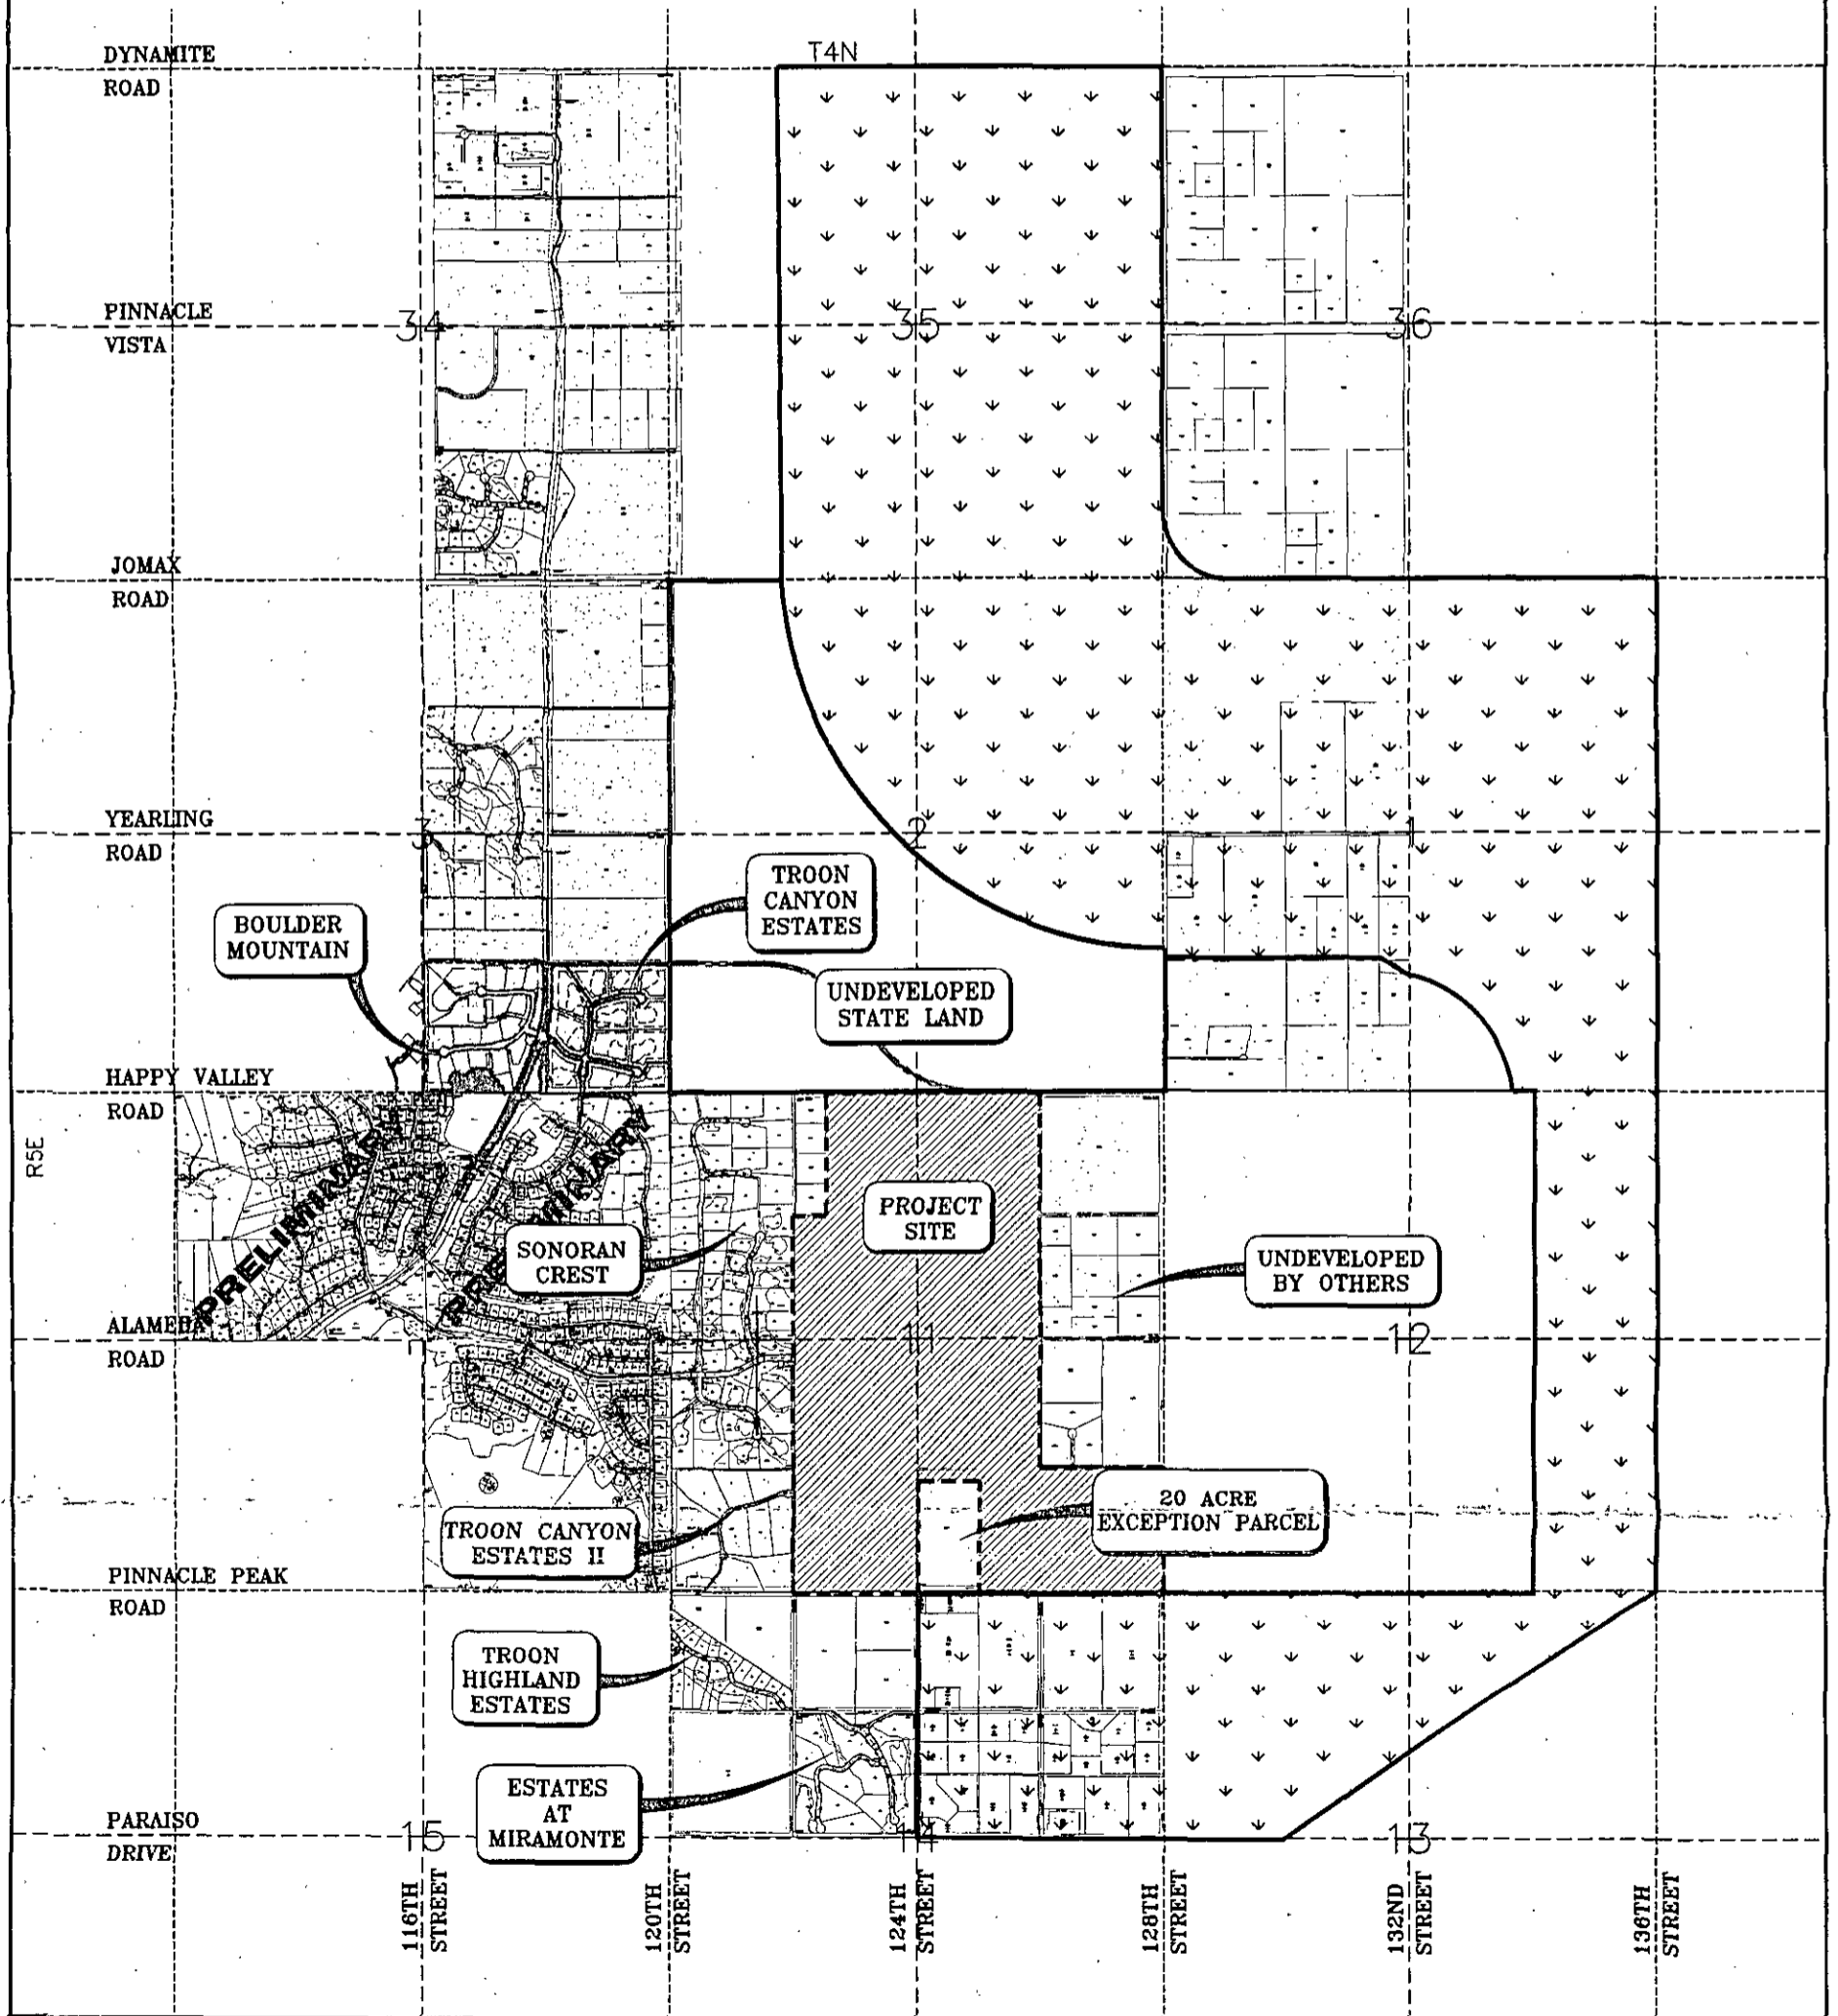 T4N
DYNAMITE
ROAD
PINNACLE
VISTA
34
35
36
JOMAX
ROAD
YEARLING
ROAD
3
2
1
TROON
CANYON
ESTATES
BOULDER
MOUNTAIN
UNDEVELOPED
STATE LAND
HAPPY VALLEY
ROAD
R5E
PRELIMINARY
PRELIMINARY
PROJECT
SITE
SONORAN
CREST
UNDEVELOPED
BY OTHERS
ALAMEDA
ROAD
11
12
20 ACRE
EXCEPTION PARCEL
TROON CANYON
ESTATES II
PINNACLE PEAK
ROAD
TROON
HIGHLAND
ESTATES
ESTATES
AT
MIRAMONTE
PARAISO
DRIVE
15
14
13
116TH
STREET
120TH
STREET
124TH
STREET
128TH
STREET
132ND
STREET
136TH
STREET